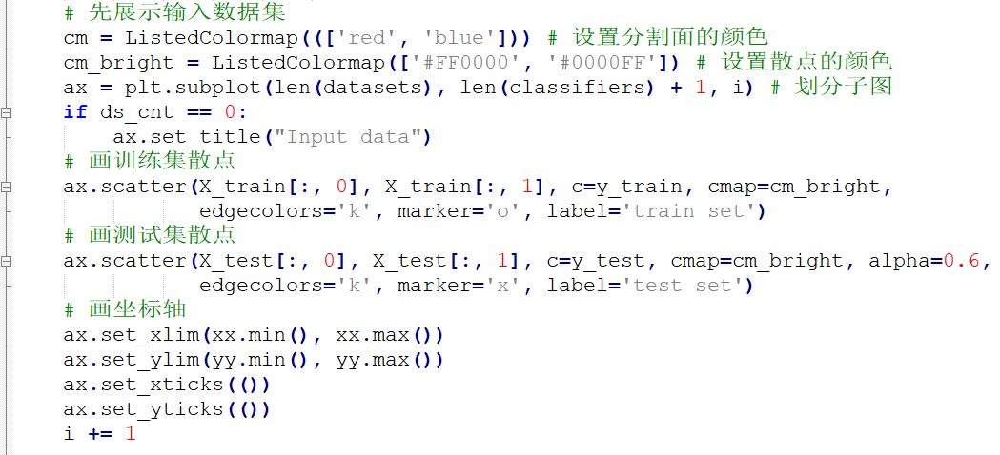 # 先展示输入数据集
cm = ListedColormap((['red', 'blue'])) # 设置分割面的颜色
cm_bright = ListedColormap(['#FF0000', '#0000FF']) # 设置散点的颜色
ax = plt.subplot(len(datasets), len(classifiers) + 1, i) # 划分子图
if ds_cnt == 0:
    ax.set_title("Input data")
# 画训练集散点
ax.scatter(X_train[:, 0], X_train[:, 1], c=y_train, cmap=cm_bright,
           edgecolors='k', marker='o', label='train set')
# 画测试集散点
ax.scatter(X_test[:, 0], X_test[:, 1], c=y_test, cmap=cm_bright, alpha=0.6,
           edgecolors='k', marker='x', label='test set')
# 画坐标轴
ax.set_xlim(xx.min(), xx.max())
ax.set_ylim(yy.min(), yy.max())
ax.set_xticks(())
ax.set_yticks(())
i += 1